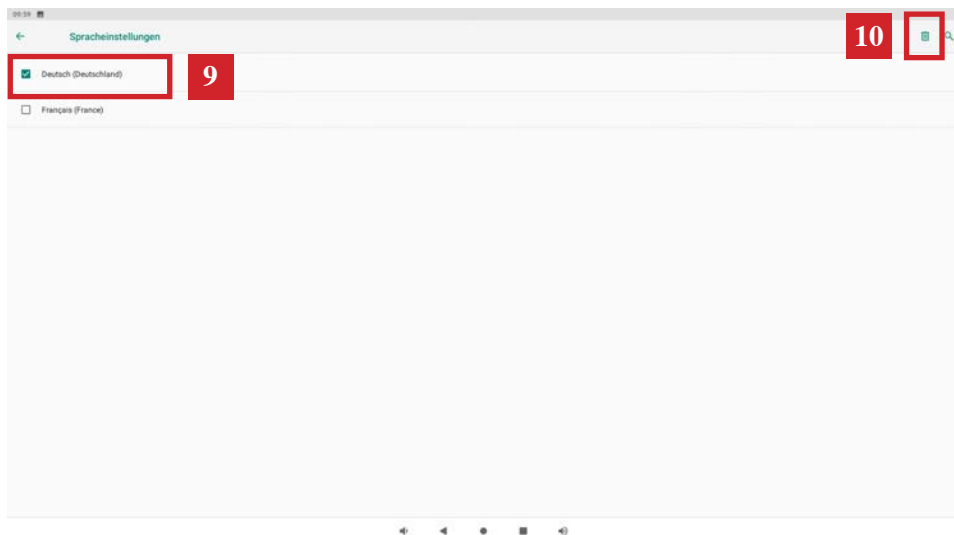 09:59
Spracheinstellungen
10
Deutsch (Deutschland)
9
Français (France)